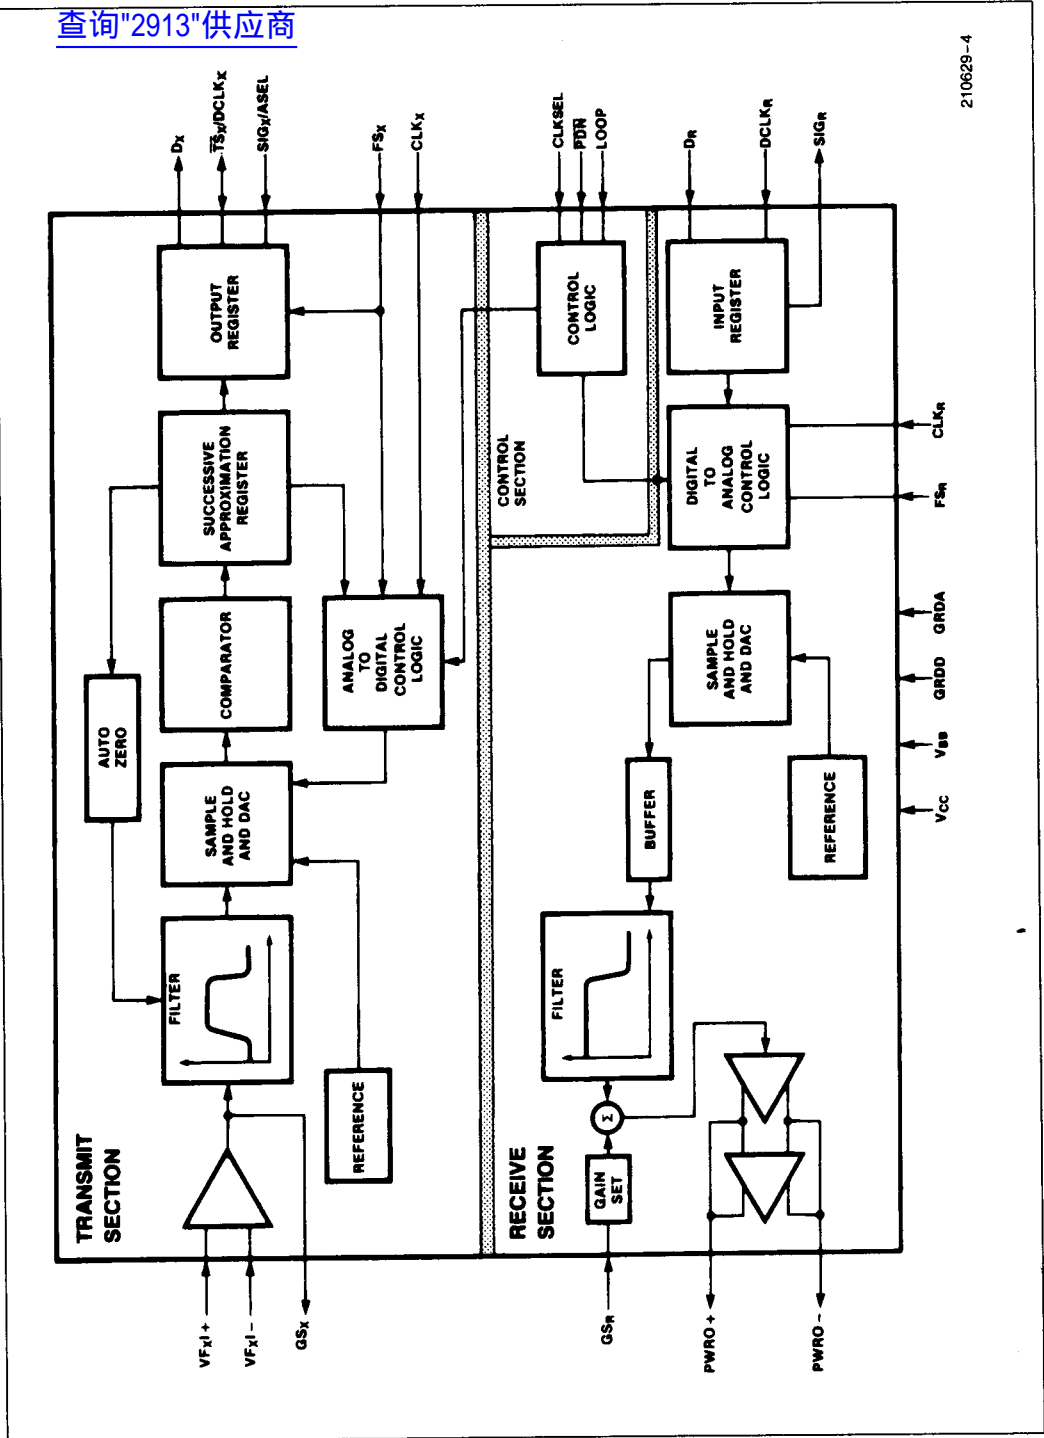 查询"2913"供应商
210629-4
TRANSMIT
SECTION
VFXI +
VFXI -
GSX
FILTER
REFERENCE
AUTO
ZERO
SAMPLE
AND HOLD
AND DAC
COMPARATOR
SUCCESSIVE
APPROXIMATION
REGISTER
OUTPUT
REGISTER
ANALOG
TO
DIGITAL
CONTROL
LOGIC
DX
T̅S̅X/DCLKX
SIGX/ASEL
FSX
CLKX
CONTROL
SECTION
CONTROL
LOGIC
CLKSEL
P̅D̅N̅
LOOP
RECEIVE
SECTION
GSR
GAIN
SET
Σ
FILTER
BUFFER
SAMPLE
AND HOLD
AND DAC
DIGITAL
TO
ANALOG
CONTROL
LOGIC
INPUT
REGISTER
REFERENCE
DR
DCLKR
SIGR
PWRO +
PWRO -
VCC
VBB
GRDD
GRDA
FSR
CLKR